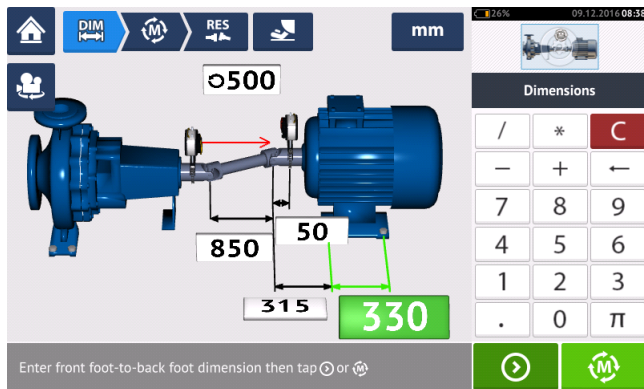 DIM
RES
mm
26%
09.12.2016 08:38
500
Dimensions
/ * C
− + ←
7 8 9
4 5 6
1 2 3
. 0 π
850
50
315
330
Enter front foot-to-back foot dimension then tap or M
M